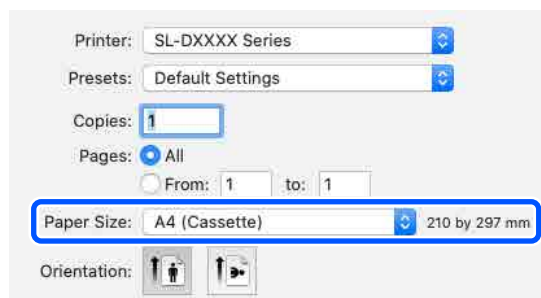 Printer: SL-DXXXX Series
Presets: Default Settings
Copies: 1
Pages: All
From: 1 to: 1
Paper Size: A4 (Cassette) 210 by 297 mm
Orientation: